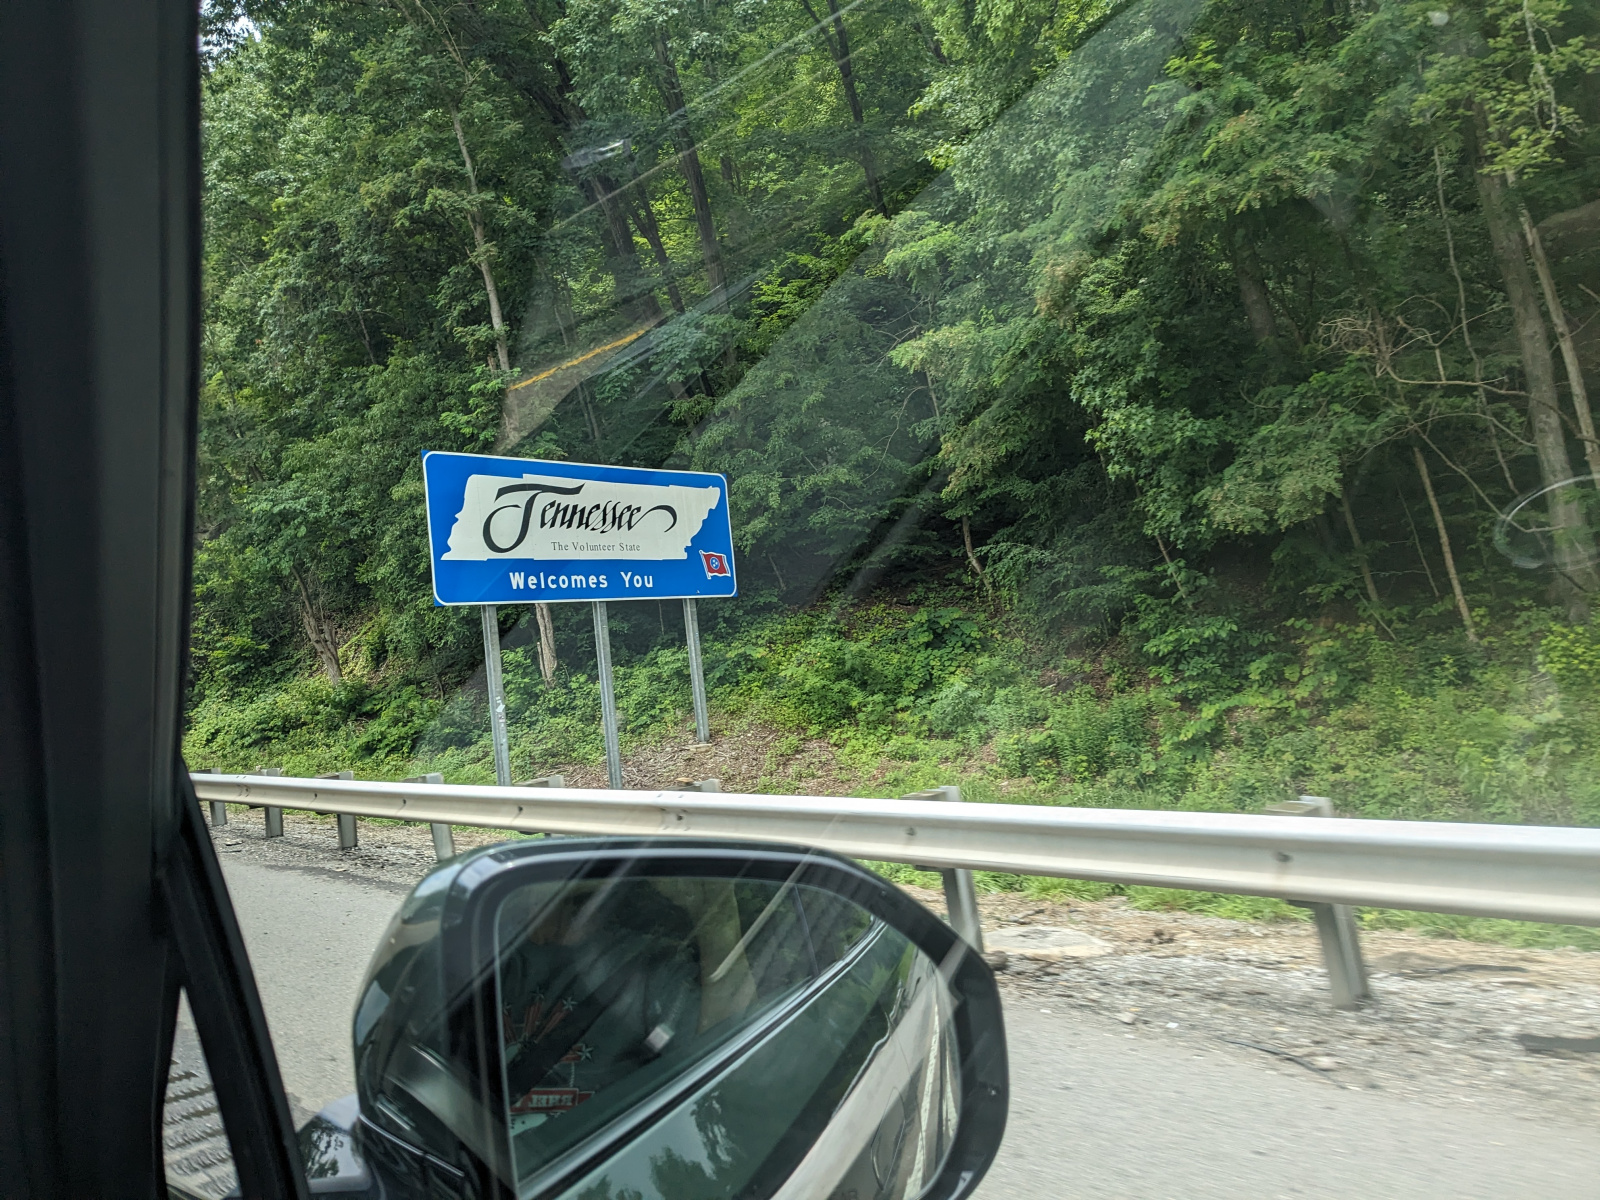 Tennessee
The Volunteer State
Welcomes You